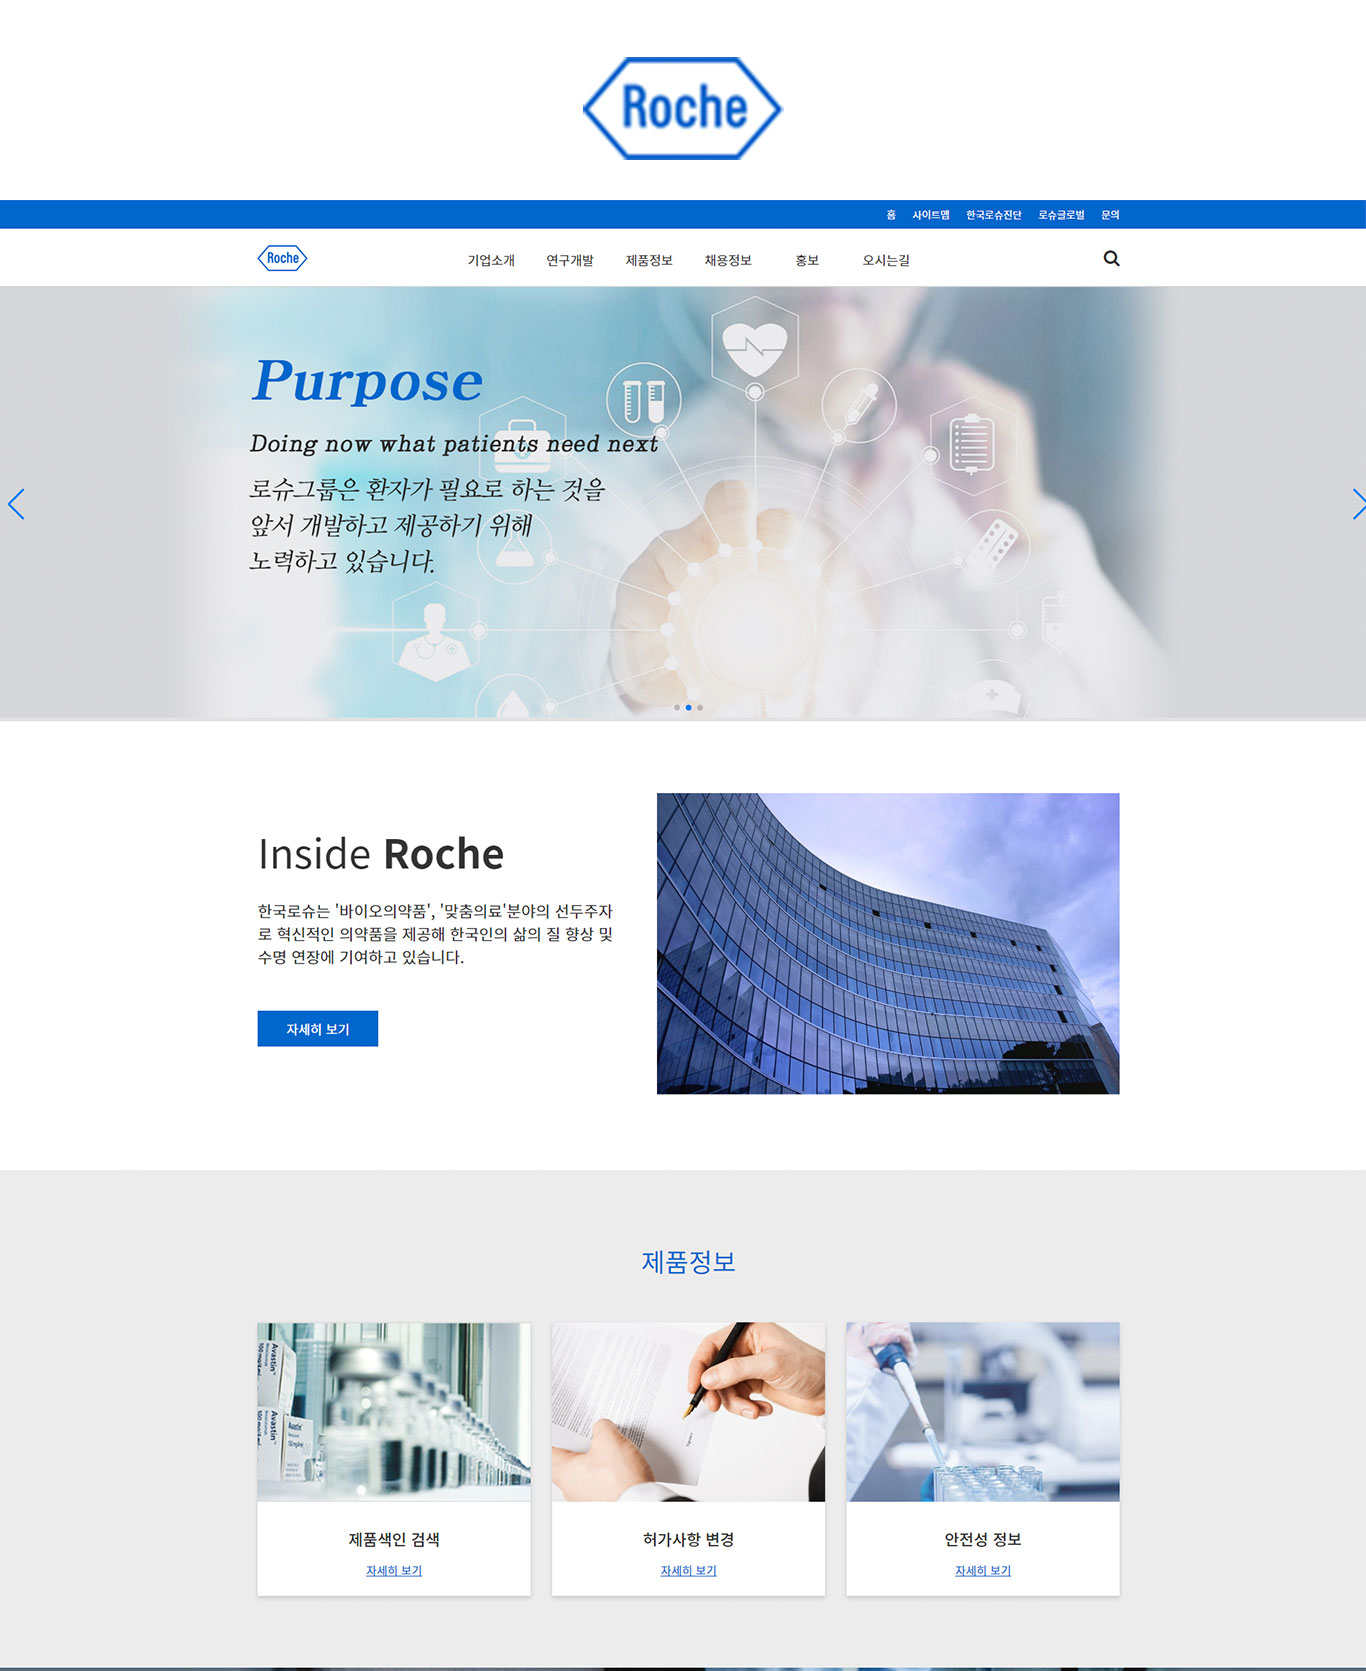 Roche
홈 사이트맵 한국로슈진단 로슈글로벌 문의
Roche 기업소개 연구개발 제품정보 채용정보 홍보 오시는길
Purpose
Doing now what patients need next
로슈그룹은 환자가 필요로 하는 것을
앞서 개발하고 제공하기 위해
노력하고 있습니다.
Inside Roche
한국로슈는 '바이오의약품', '맞춤의료'분야의 선두주자
로 혁신적인 의약품을 제공해 한국인의 삶의 질 향상 및
수명 연장에 기여하고 있습니다.
자세히 보기
제품정보
Avastin
Avastin
Avastin
제품색인 검색
자세히 보기
허가사항 변경
자세히 보기
안전성 정보
자세히 보기